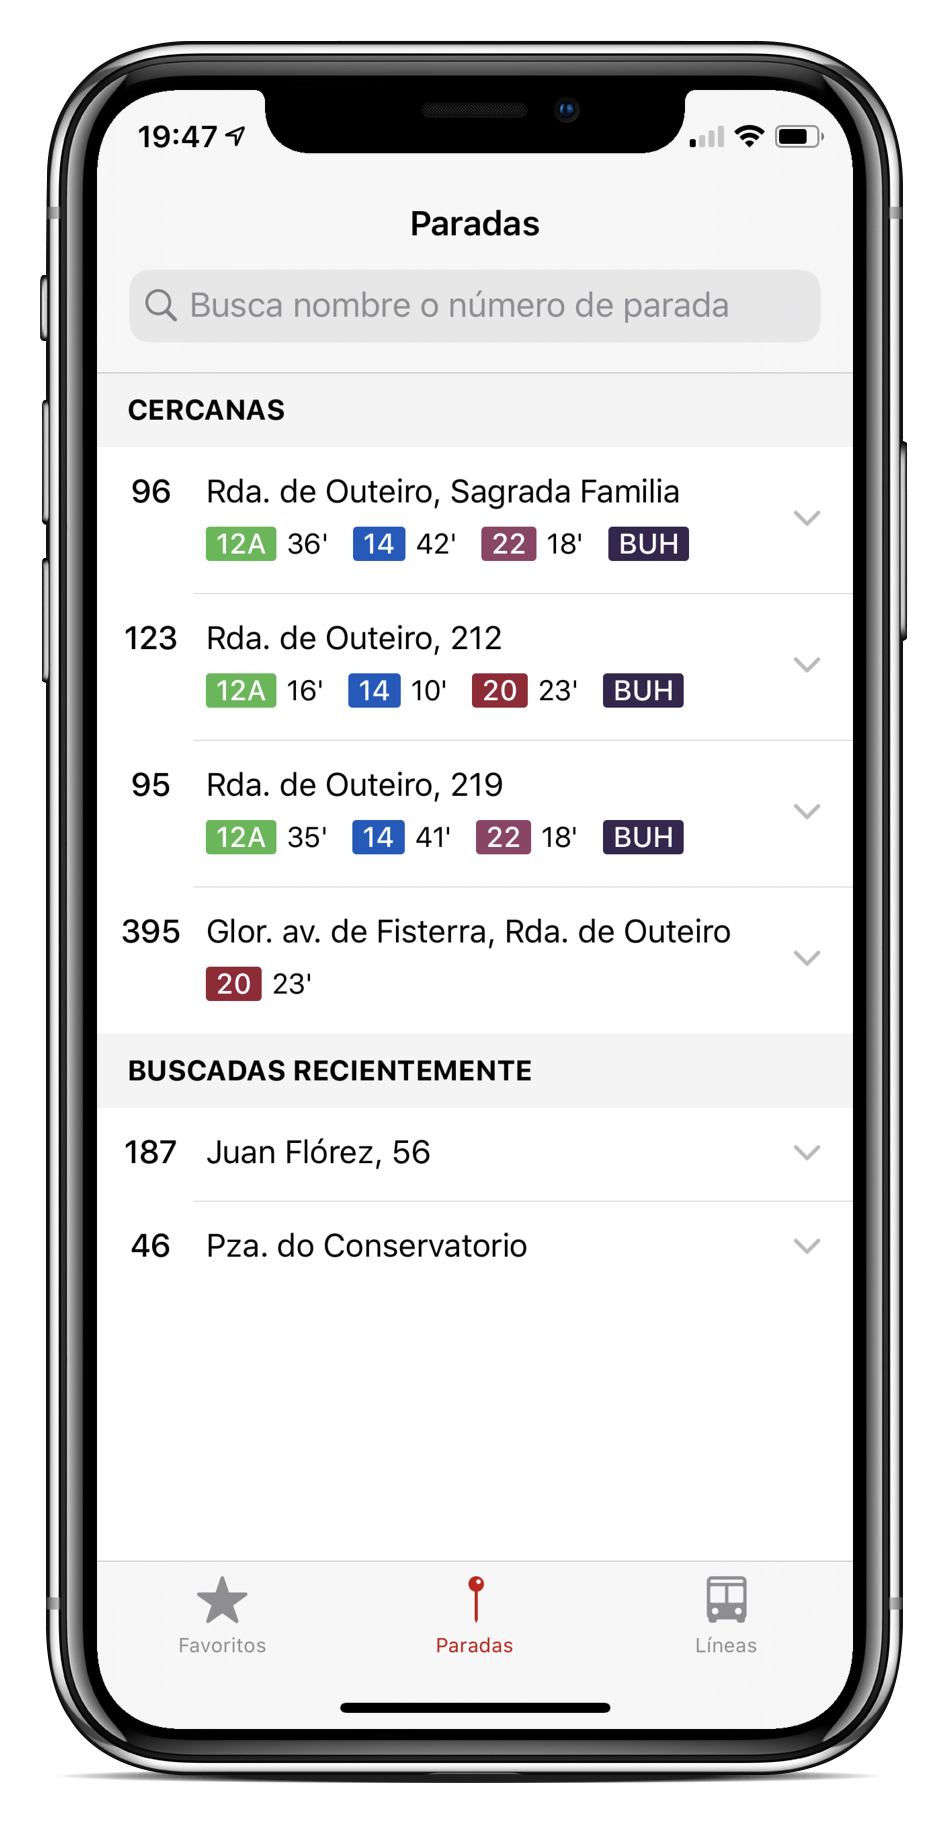 19:47
Paradas
Busca nombre o número de parada
CERCANAS
96 Rda. de Outeiro, Sagrada Familia
12A 36' 14 42' 22 18' BUH
123 Rda. de Outeiro, 212
12A 16' 14 10' 20 23' BUH
95 Rda. de Outeiro, 219
12A 35' 14 41' 22 18' BUH
395 Glor. av. de Fisterra, Rda. de Outeiro
20 23'
BUSCADAS RECIENTEMENTE
187 Juan Flórez, 56
46 Pza. do Conservatorio
Favoritos Paradas Líneas